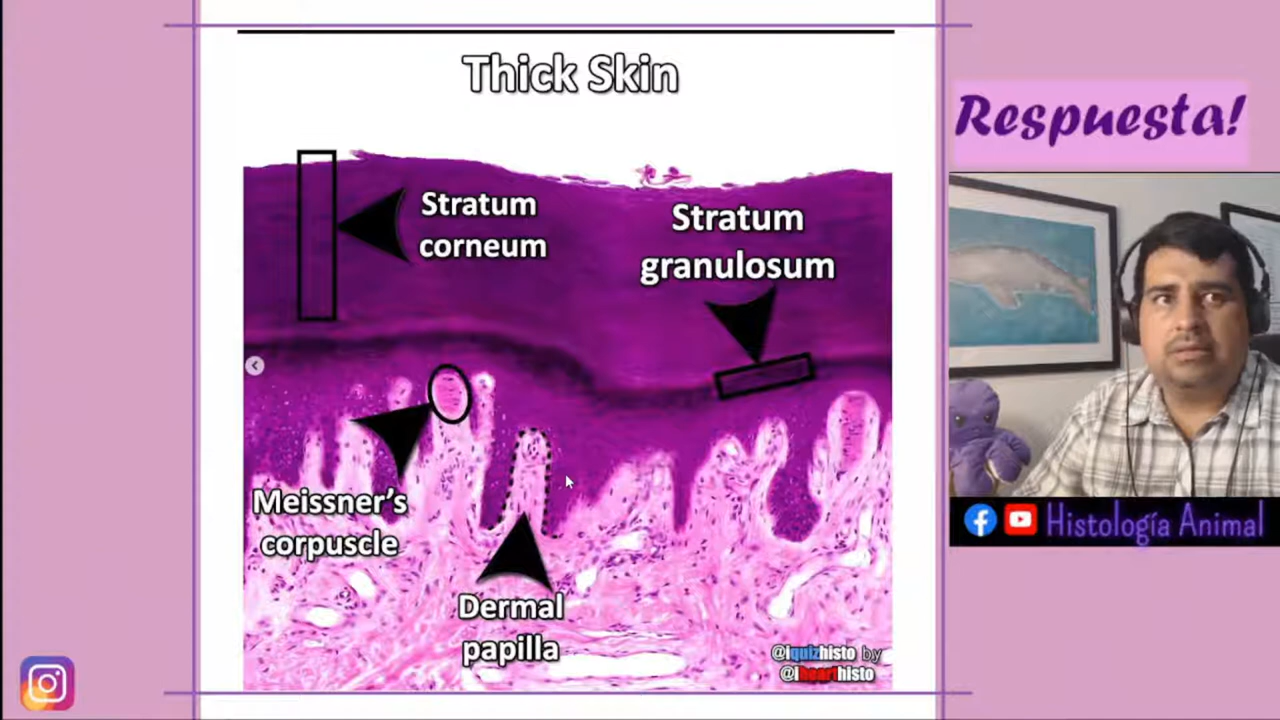 Thick Skin
Respuesta!
Stratum
corneum
Stratum
granulosum
Meissner's
corpuscle
Dermal
papilla
@iquizhisto by
@ihearthisto
Histología Animal